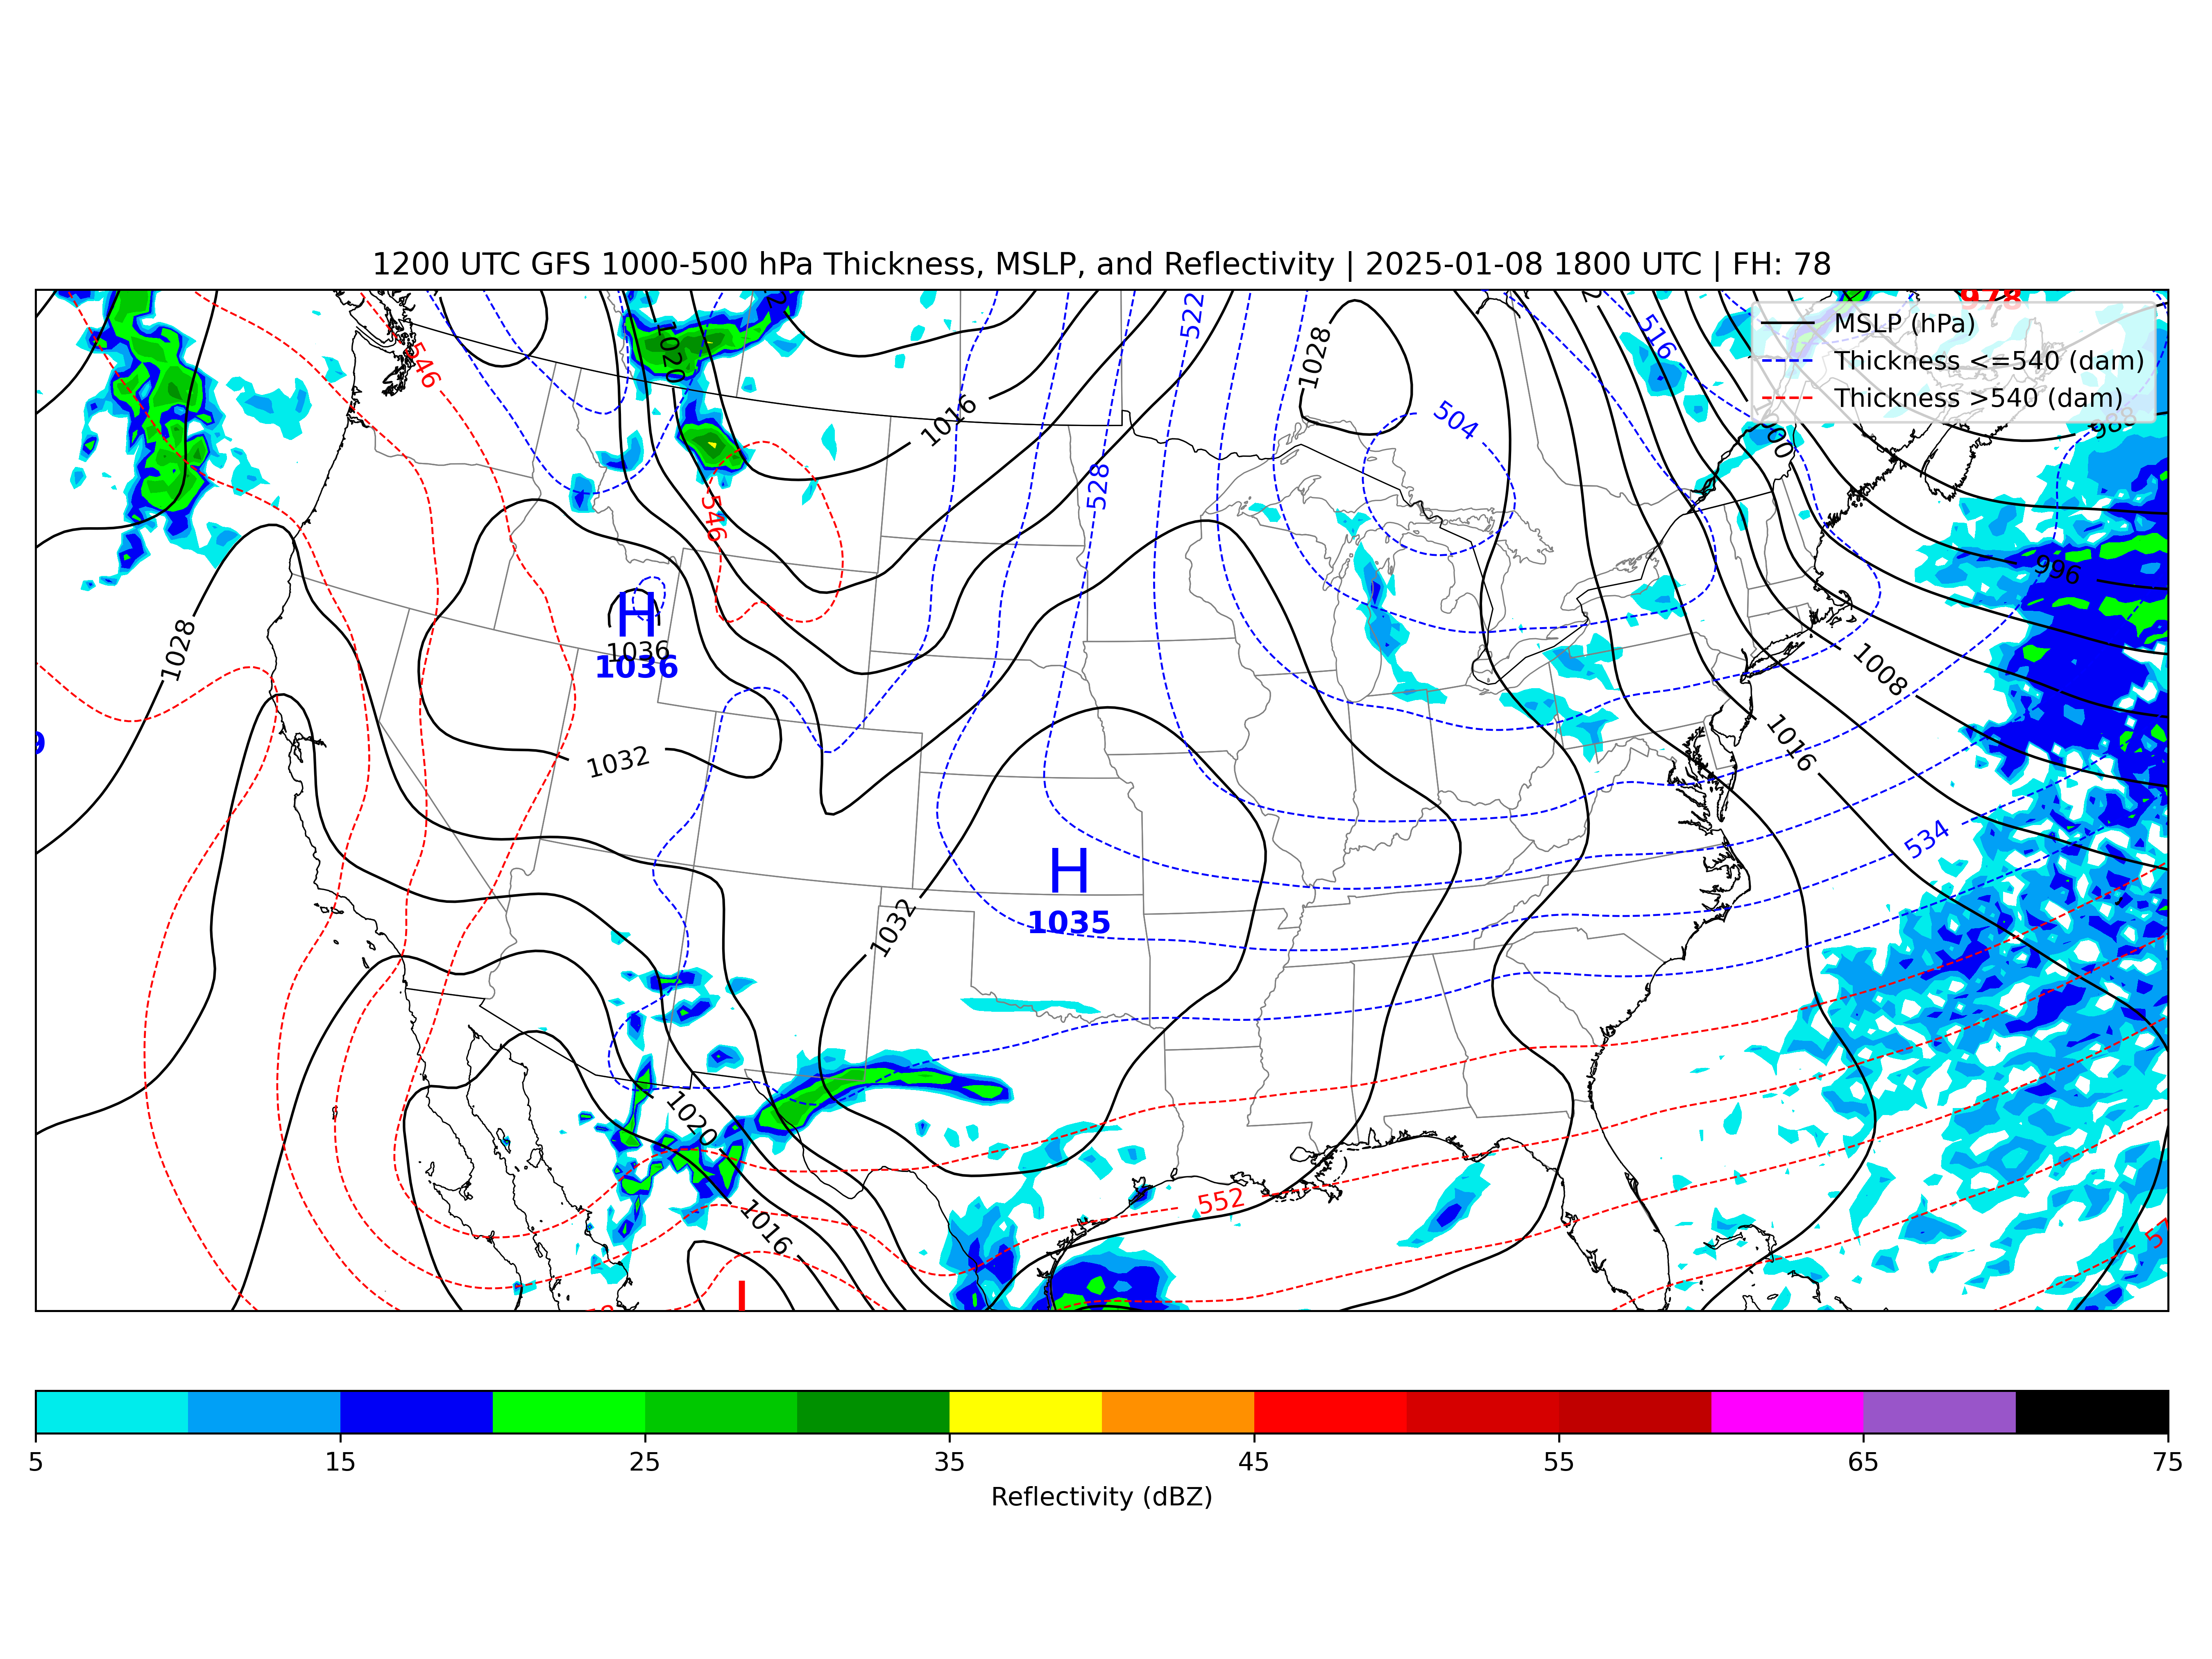 1200 UTC GFS 1000-500 hPa Thickness, MSLP, and Reflectivity | 2025-01-08 1800 UTC | FH: 78
978
MSLP (hPa)
Thickness <=540 (dam)
Thickness >540 (dam)
522
516
1020
1028
546
1016
504
988
528
546
996
H
1036
1036
1028
1008
1032
1016
9
534
H
1035
1032
1020
552
1016
L
5 15 25 35 45 55 65 75
Reflectivity (dBZ)